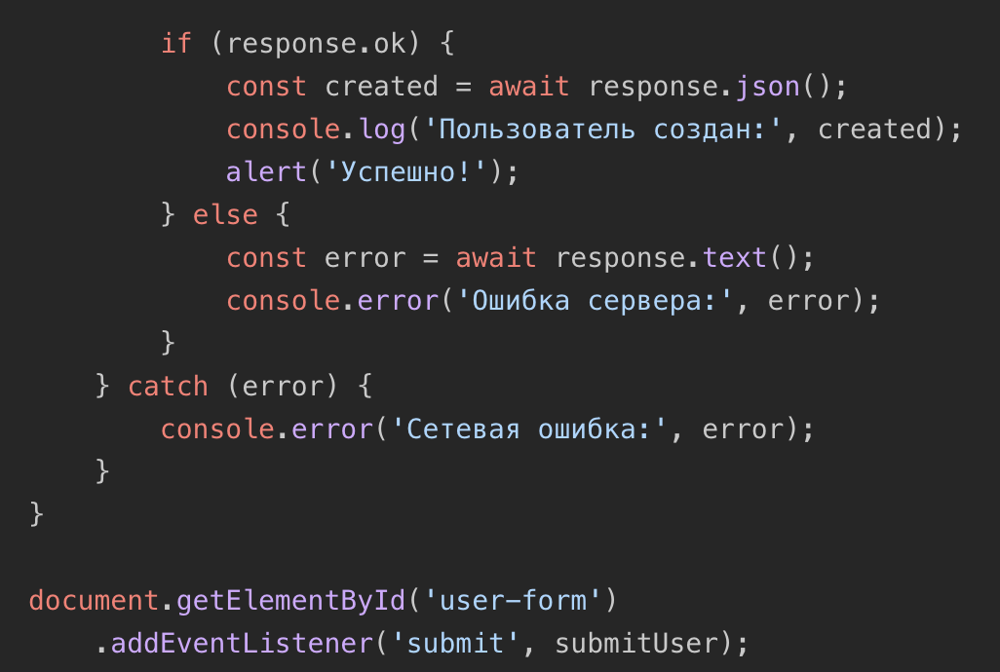 if (response.ok) {
const created = await response.json();
console.log('Пользователь создан:', created);
alert('Успешно!');
} else {
const error = await response.text();
console.error('Ошибка сервера:', error);
}
} catch (error) {
console.error('Сетевая ошибка:', error);
}
}
document.getElementById('user-form')
.addEventListener('submit', submitUser);